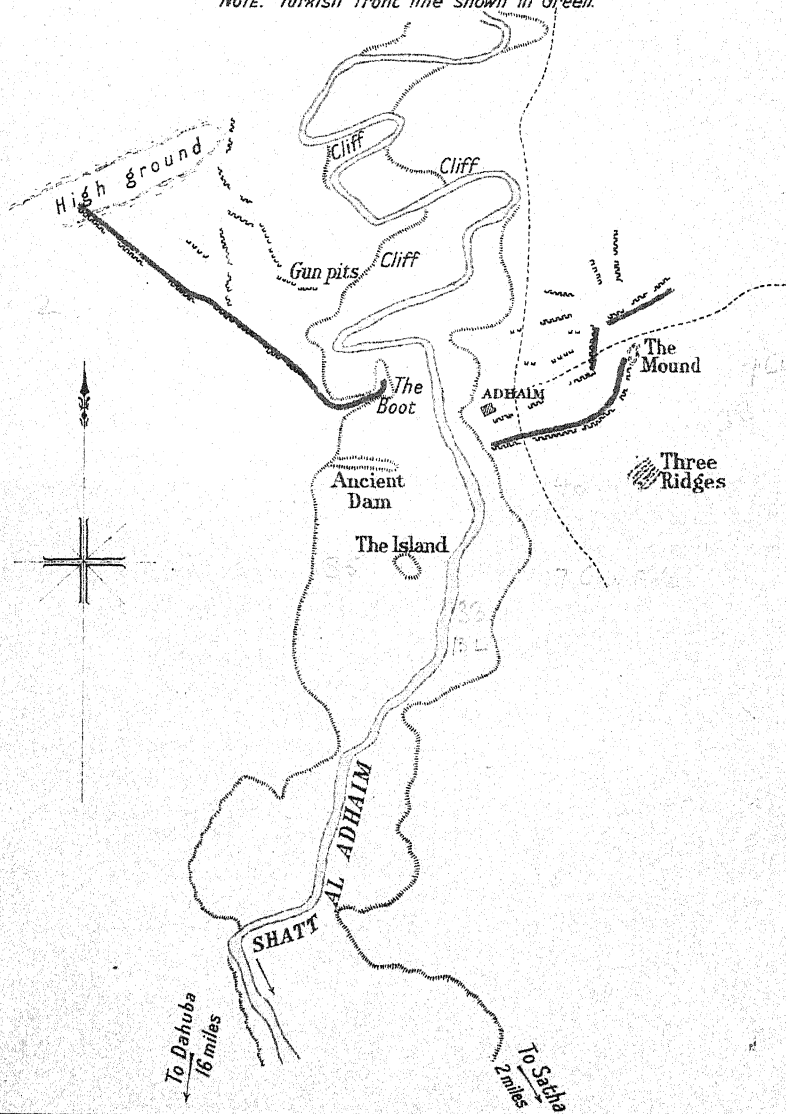 NOTE. Turkish front line shown in Green.
High ground
Cliff
Cliff
Cliff
Gun pits
The
Mound
ADHAIM
The
Boot
Three
Ridges
Ancient
Dam
The Island
SHATT AL ADHAIM
To Dahuba
16 miles
To Satha
2 miles